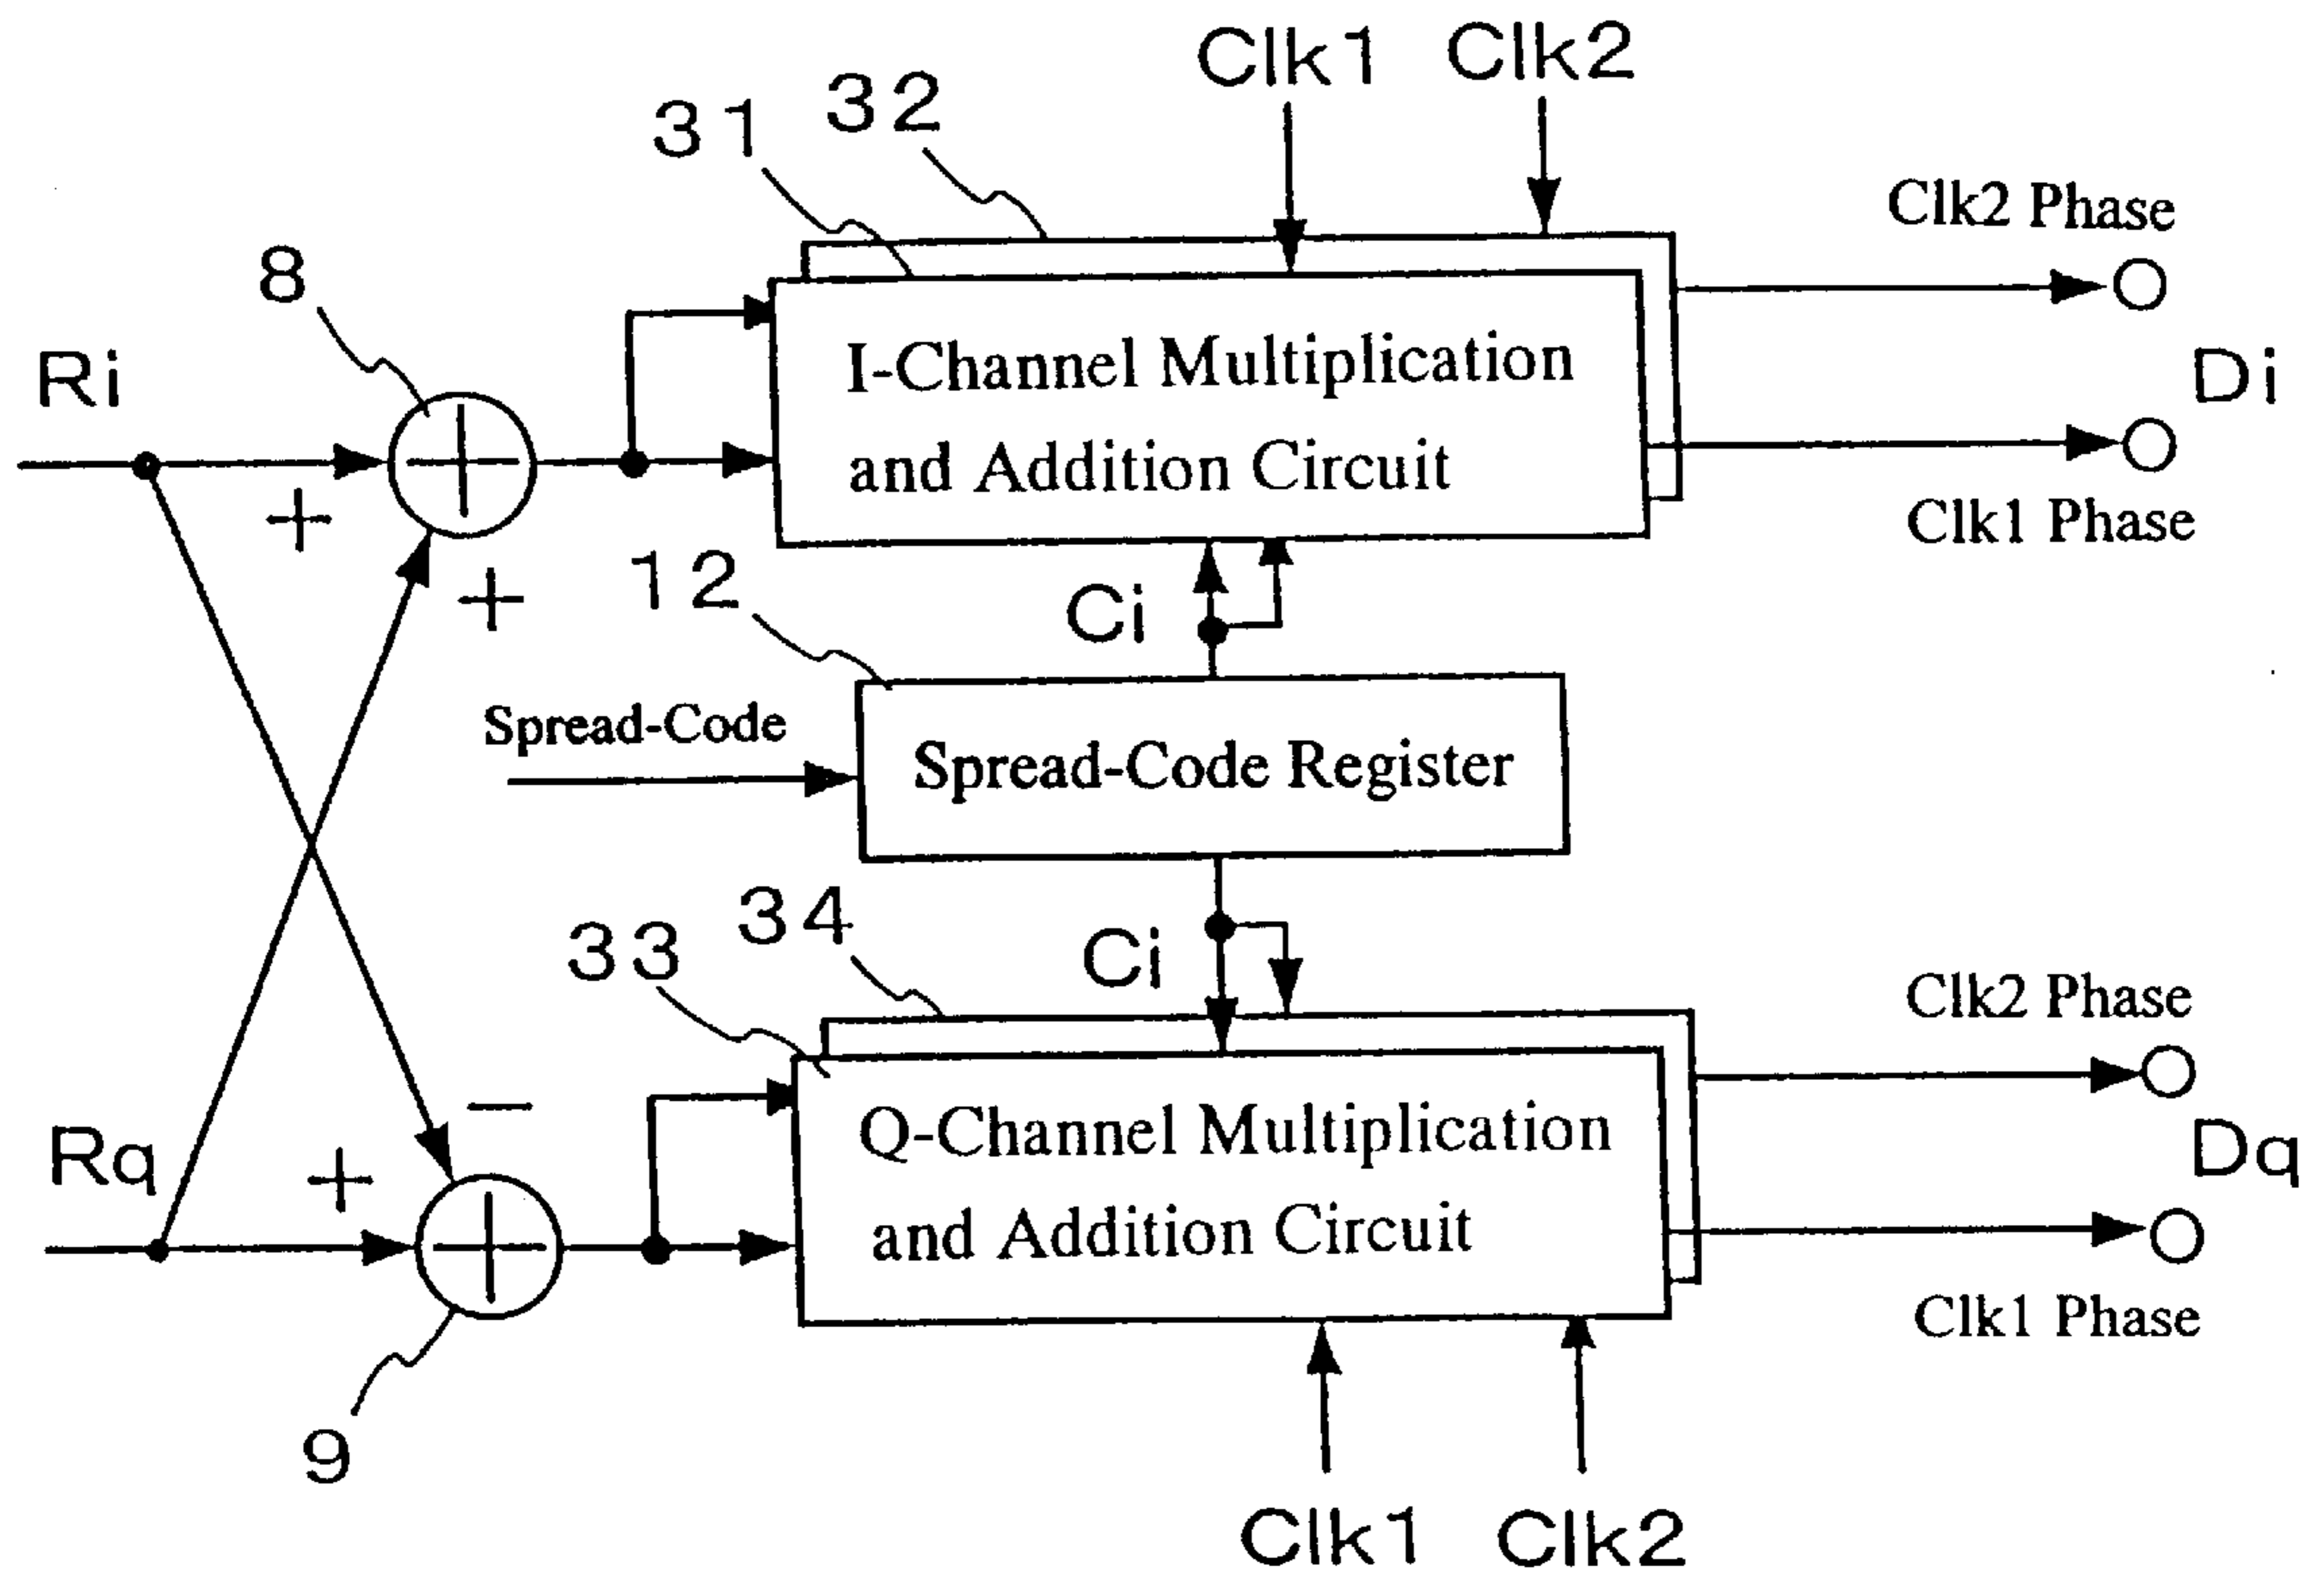 Clk1 Clk2
32
31
Clk2 Phase
8
Ri
I-Channel Multiplication
Di
+
and Addition Circuit
Clk1 Phase
+
12
Ci
Spread-Code
Spread-Code Register
34
33
Ci
Clk2 Phase
−
Rq
+
Q-Channel Multiplication
Dq
and Addition Circuit
Clk1 Phase
9
Clk1 Clk2